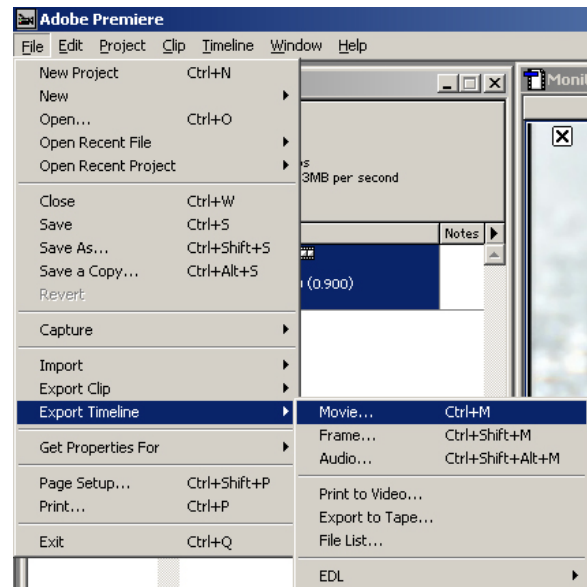 Adobe Premiere
File Edit Project Clip Timeline Window Help
New Project Ctrl+N
New
Open... Ctrl+O
Open Recent File
Open Recent Project
Close Ctrl+W
Save Ctrl+S
Save As... Ctrl+Shift+S
Save a Copy... Ctrl+Alt+S
Revert
Capture
Import
Export Clip
Export Timeline
Get Properties For
Page Setup... Ctrl+Shift+P
Print... Ctrl+P
Exit Ctrl+Q
Movie... Ctrl+M
Frame... Ctrl+Shift+M
Audio... Ctrl+Shift+Alt+M
Print to Video...
Export to Tape...
File List...
EDL
3MB per second
Notes
(0.900)